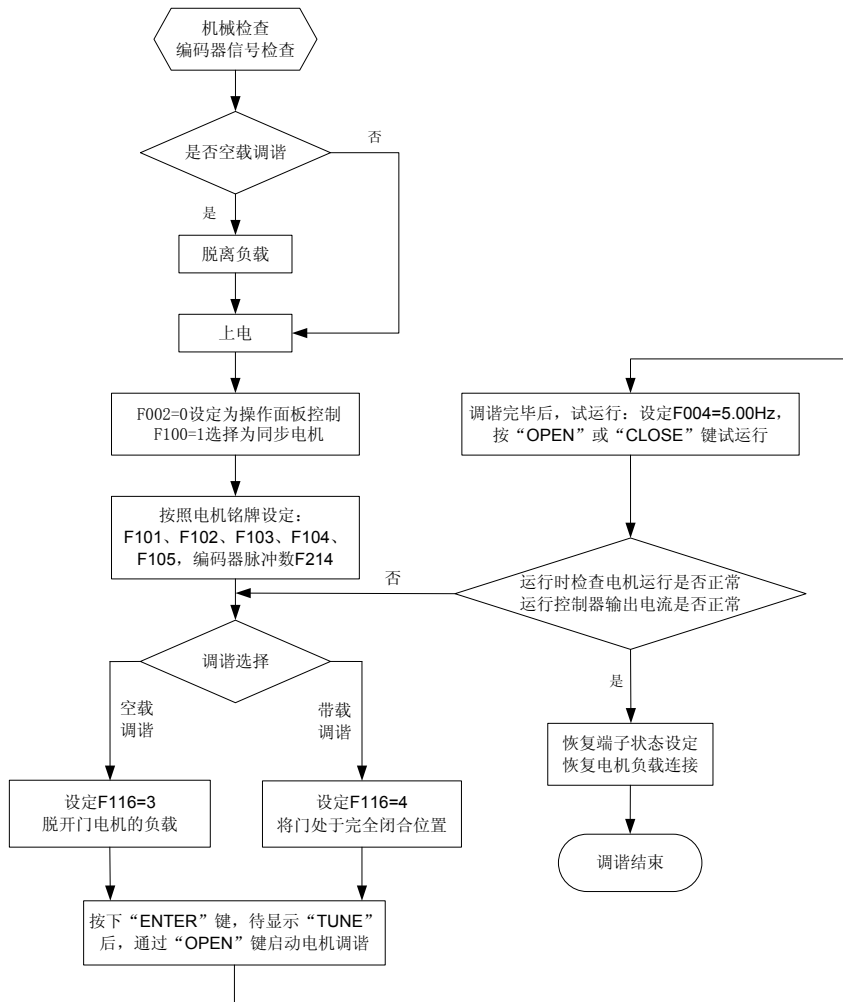 机械检查
编码器信号检查
是否空载调谐
否
是
脱离负载
上电
F002=0设定为操作面板控制
F100=1选择为同步电机
按照电机铭牌设定：
F101、F102、F103、F104、
F105，编码器脉冲数F214
调谐选择
空载
调谐
带载
调谐
设定F116=3
脱开门电机的负载
设定F116=4
将门处于完全闭合位置
按下“ENTER”键，待显示“TUNE”
后，通过“OPEN”键启动电机调谐
调谐完毕后，试运行：设定F004=5.00Hz，
按“OPEN”或“CLOSE”键试运行
运行时检查电机运行是否正常
运行控制器输出电流是否正常
否
是
恢复端子状态设定
恢复电机负载连接
调谐结束